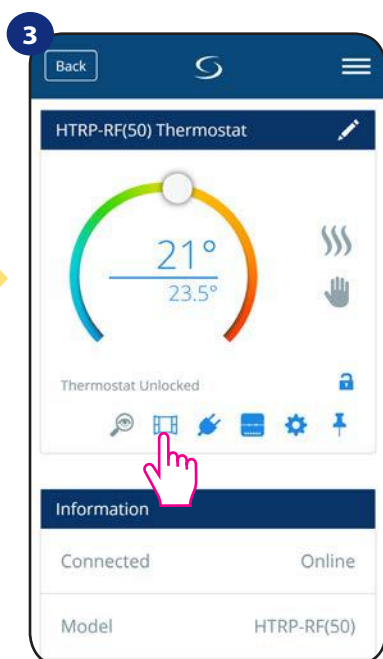 3
Back
HTRP-RF(50) Thermostat
21°
23.5°
Thermostat Unlocked
Information
Connected Online
Model HTRP-RF(50)